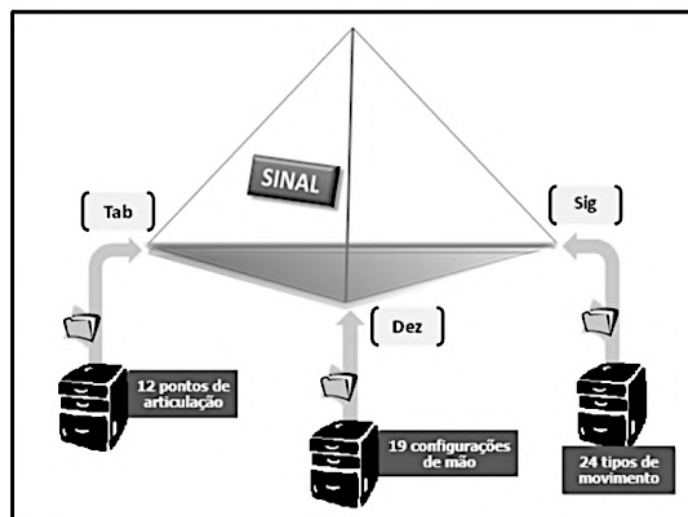 SINAL
Tab
Sig
Dez
12 pontos de
articulação
19 configurações
de mão
24 tipos de
movimento